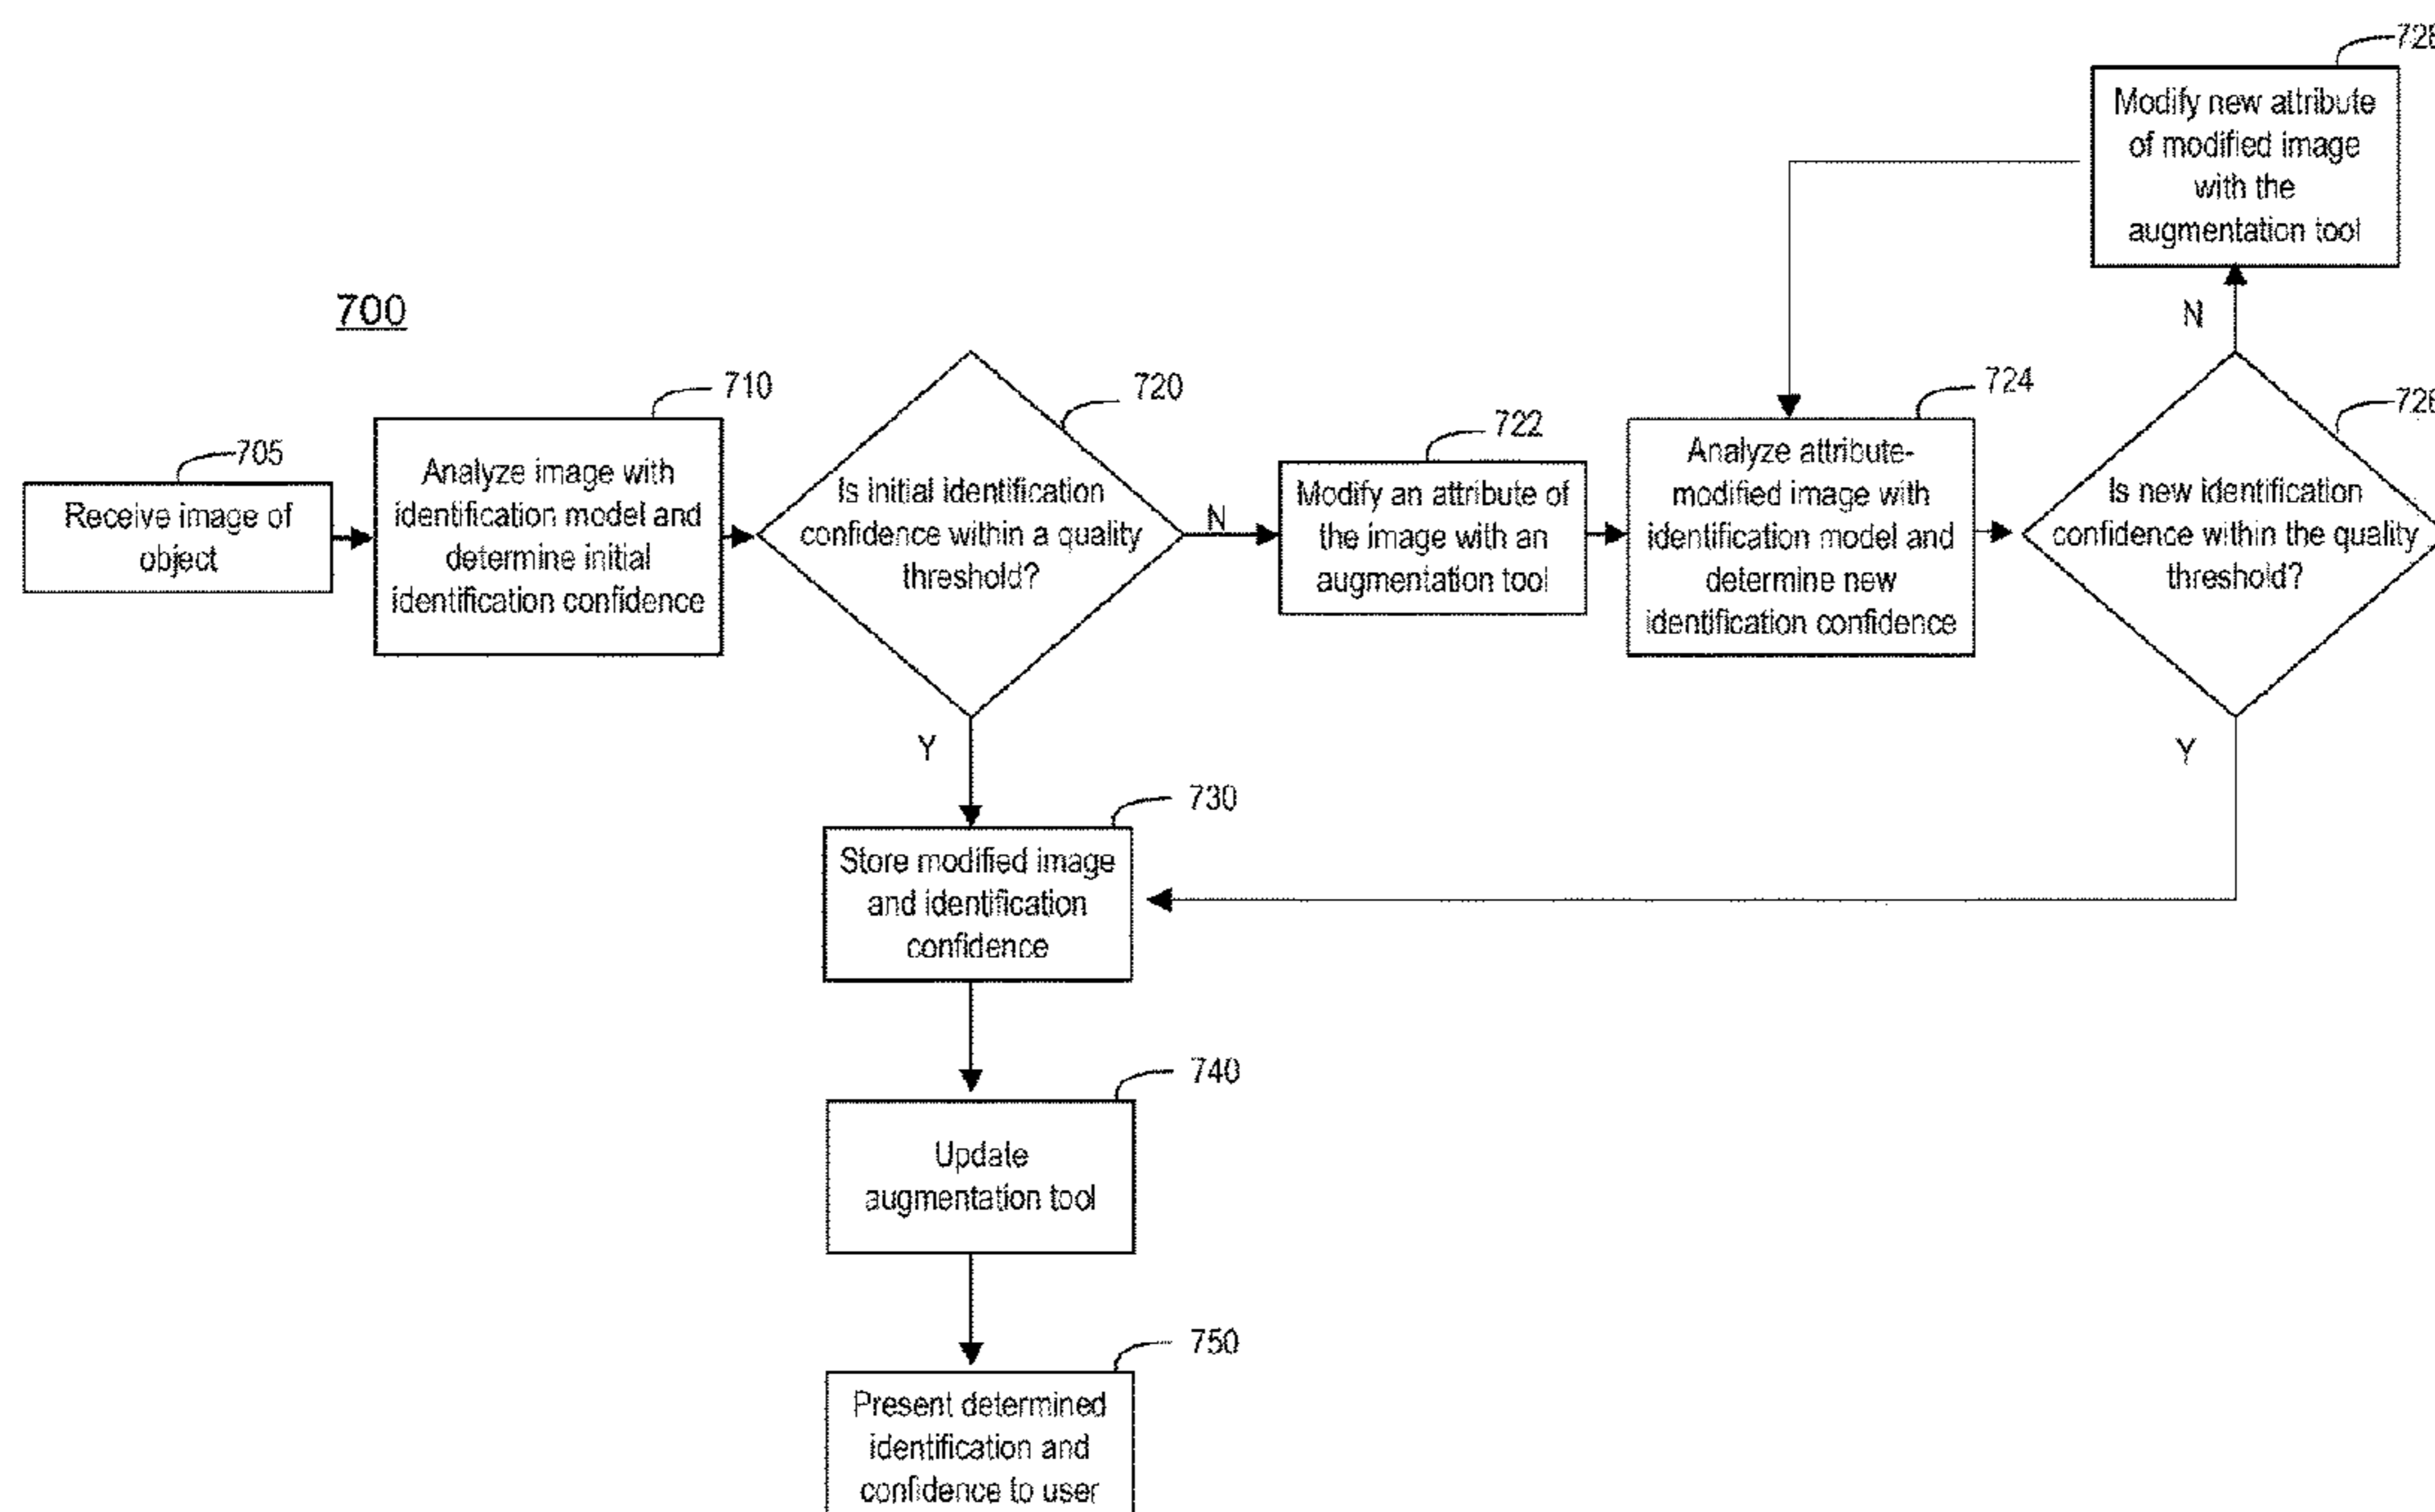 700
705
Receive image of
object
710
Analyze image with
identification model and
determine initial
identification confidence
720
Is initial identification
confidence within a quality
threshold?
N
Y
722
Modify an attribute of
the image with an
augmentation tool
724
Analyze attribute-
modified image with
identification model and
determine new
identification confidence
Is new identification
confidence within the quality
threshold?
N
Y
Modify new attribute
of modified image
with the
augmentation tool
730
Store modified image
and identification
confidence
740
Update
augmentation tool
750
Present determined
identification and
confidence to user